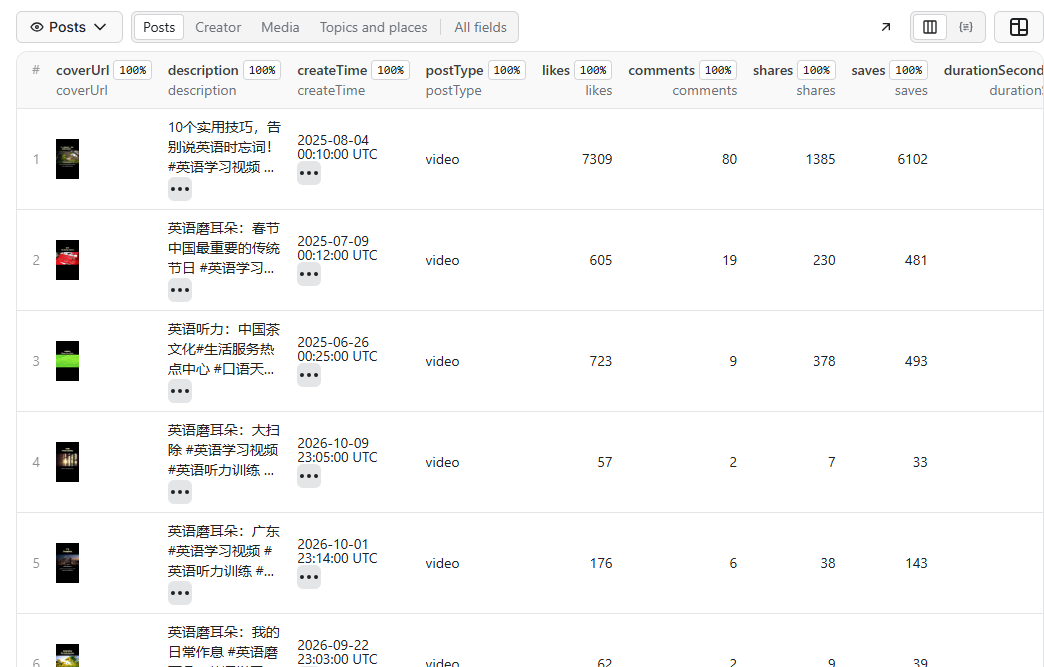 Posts
Posts Creator Media Topics and places All fields
# coverUrl 100% description 100% createTime 100% postType 100% likes 100% comments 100% shares 100% saves 100% durationSecond
coverUrl description createTime postType likes comments shares saves duration
1 10个实用技巧，告别说英语时忘词！ #英语学习视频 ... 2025-08-04 00:10:00 UTC video 7309 80 1385 6102
2 英语磨耳朵：春节 中国最重要的传统节日 #英语学习... 2025-07-09 00:12:00 UTC video 605 19 230 481
3 英语听力：中国茶文化#生活服务热点中心 #口语天... 2025-06-26 00:25:00 UTC video 723 9 378 493
4 英语磨耳朵：大扫除 #英语学习视频 #英语听力训练 ... 2026-10-09 23:05:00 UTC video 57 2 7 33
5 英语磨耳朵：广东 #英语学习视频 #英语听力训练 #... 2026-10-01 23:14:00 UTC video 176 6 38 143
6 英语磨耳朵：我的日常作息 #英语磨 2026-09-22 23:03:00 UTC video 62 2 9 39